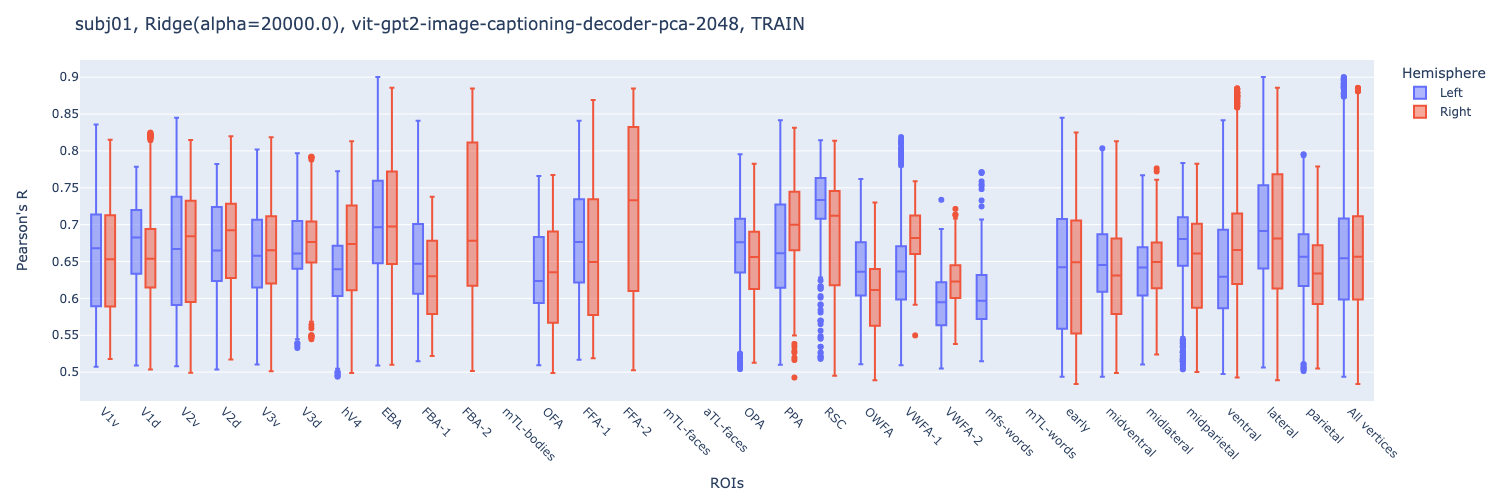 subj01, Ridge(alpha=20000.0), vit-gpt2-image-captioning-decoder-pca-2048, TRAIN
Hemisphere
Left
Right
Pearson's R
0.9
0.85
0.8
0.75
0.7
0.65
0.6
0.55
0.5
V1v
V1d
V2v
V2d
V3v
V3d
hV4
EBA
FBA-1
FBA-2
mTL-bodies
OFA
FFA-1
FFA-2
mTL-faces
aTL-faces
OPA
PPA
RSC
OWFA
VWFA-1
VWFA-2
mfs-words
mTL-words
early
midventral
midlateral
midparietal
ventral
lateral
parietal
All vertices
ROIs